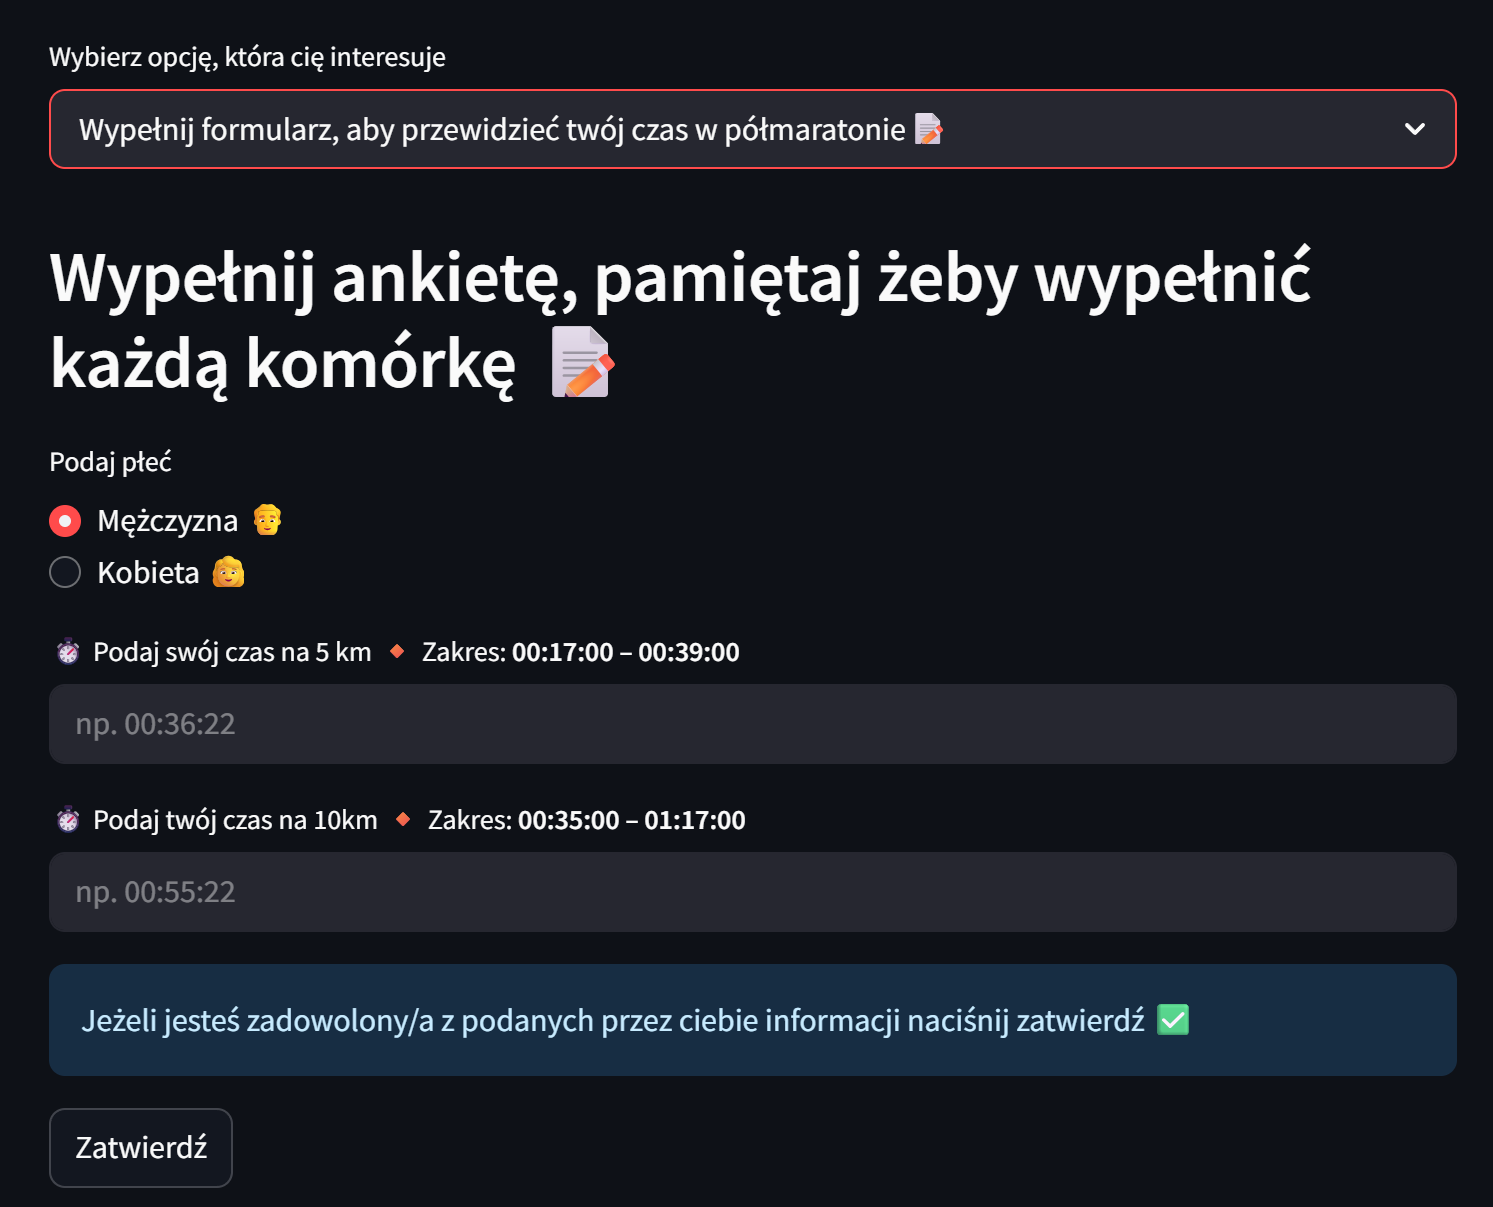 Wybierz opcję, która cię interesuje
Wypełnij formularz, aby przewidzieć twój czas w półmaratonie 📝
Wypełnij ankietę, pamiętaj żeby wypełnić
każdą komórkę 📝
Podaj płeć
Mężczyzna 👨
Kobieta 👩
⏱️ Podaj swój czas na 5 km 🔸 Zakres: 00:17:00 – 00:39:00
np. 00:36:22
⏱️ Podaj twój czas na 10km 🔸 Zakres: 00:35:00 – 01:17:00
np. 00:55:22
Jeżeli jesteś zadowolony/a z podanych przez ciebie informacji naciśnij zatwierdź ✅
Zatwierdź